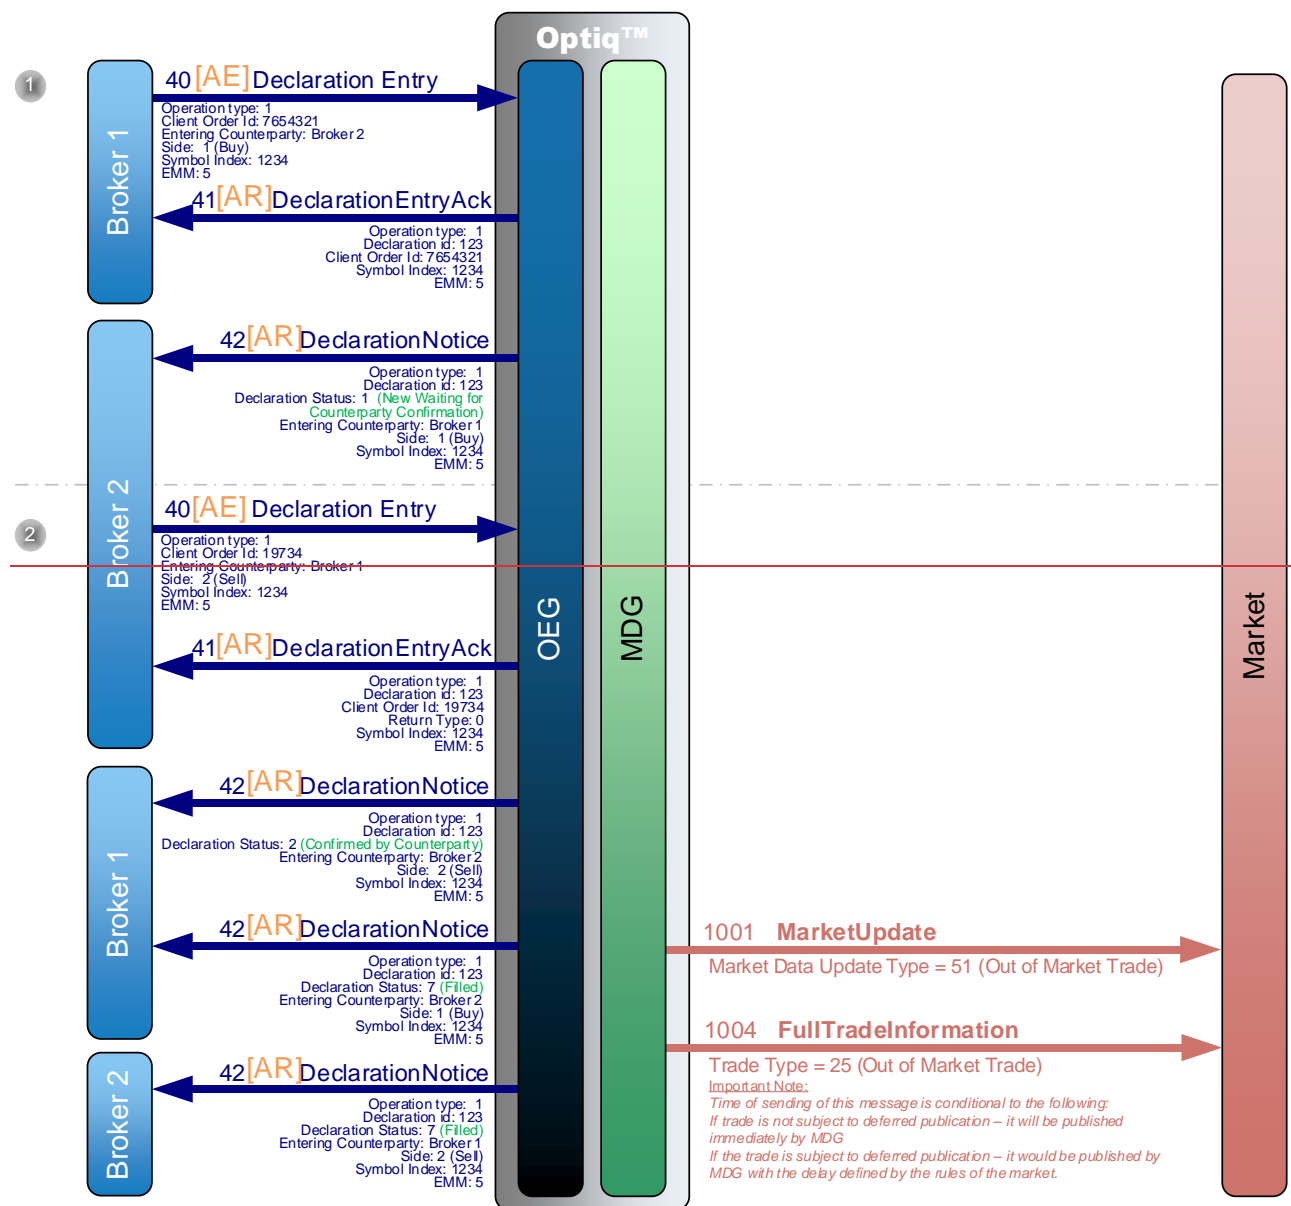 Optiq™
1
40 [AE] Declaration Entry
Operation type: 1
Client Order Id: 7654321
Entering Counterparty: Broker 2
Side: 1 (Buy)
Symbol Index: 1234
EMM: 5
Broker 1
41 [AR] DeclarationEntryAck
Operation type: 1
Declaration id: 123
Client Order Id: 7654321
Symbol Index: 1234
EMM: 5
42 [AR] DeclarationNotice
Operation type: 1
Declaration id: 123
Declaration Status: 1 (New Waiting for
Counterparty Confirmation)
Entering Counterparty: Broker 1
Side: 1 (Buy)
Symbol Index: 1234
EMM: 5
Broker 2
2
40 [AE] Declaration Entry
Operation type: 1
Client Order Id: 19734
Entering Counterparty: Broker 1
Side: 2 (Sell)
Symbol Index: 1234
EMM: 5
OEG
MDG
Market
41 [AR] DeclarationEntryAck
Operation type: 1
Declaration id: 123
Client Order Id: 19734
Return Type: 0
Symbol Index: 1234
EMM: 5
42 [AR] DeclarationNotice
Operation type: 1
Declaration id: 123
Declaration Status: 2 (Confirmed by Counterparty)
Entering Counterparty: Broker 2
Side: 2 (Sell)
Symbol Index: 1234
EMM: 5
Broker 1
42 [AR] DeclarationNotice
Operation type: 1
Declaration id: 123
Declaration Status: 7 (Filled)
Entering Counterparty: Broker 2
Side: 1 (Buy)
Symbol Index: 1234
EMM: 5
1001 MarketUpdate
Market Data Update Type = 51 (Out of Market Trade)
1004 FullTradeInformation
Trade Type = 25 (Out of Market Trade)
Important Note:
Time of sending of this message is conditional to the following:
If trade is not subject to deferred publication – it will be published
immediately by MDG
If the trade is subject to deferred publication – it would be published by
MDG with the delay defined by the rules of the market.
42 [AR] DeclarationNotice
Operation type: 1
Declaration id: 123
Declaration Status: 7 (Filled)
Entering Counterparty: Broker 1
Side: 2 (Sell)
Symbol Index: 1234
EMM: 5
Broker 2